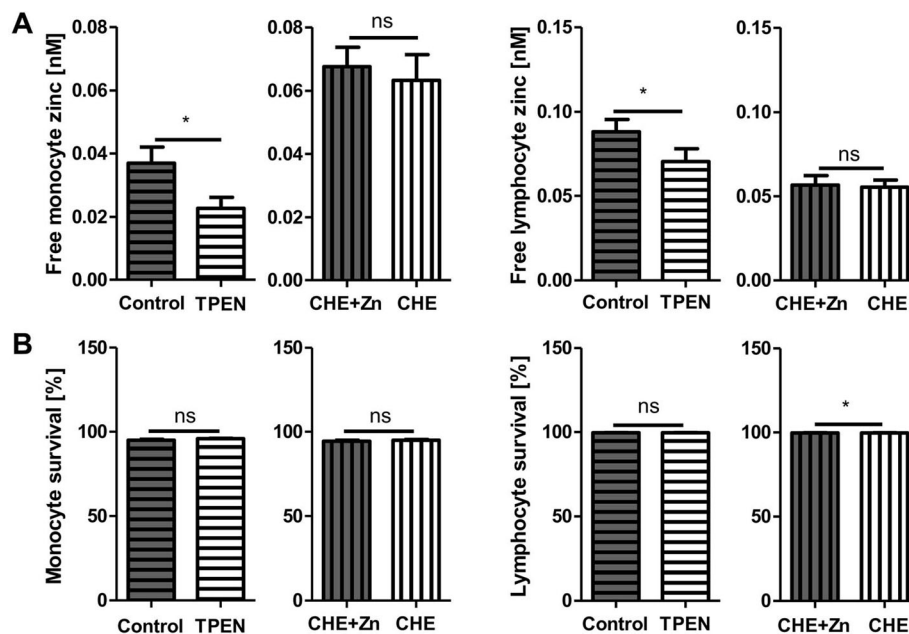 A
Free monocyte zinc [nM]
0.08
0.06
0.04
0.02
0.00
*
Control TPEN
0.08
0.06
0.04
0.02
0.00
ns
CHE+Zn CHE
Free lymphocyte zinc [nM]
0.15
0.10
0.05
0.00
*
Control TPEN
0.15
0.10
0.05
0.00
ns
CHE+Zn CHE
B
Monocyte survival [%]
150
100
50
0
ns
Control TPEN
150
100
50
0
ns
CHE+Zn CHE
Lymphocyte survival [%]
150
100
50
0
ns
Control TPEN
150
100
50
0
*
CHE+Zn CHE